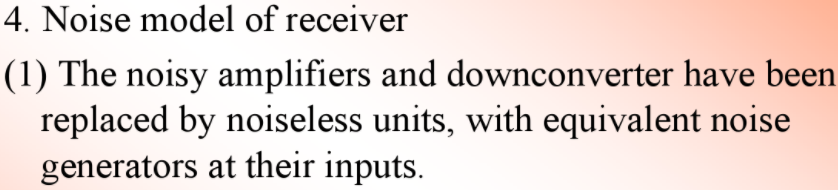 4. Noise model of receiver
(1) The noisy amplifiers and downconverter have been
replaced by noiseless units, with equivalent noise
generators at their inputs.